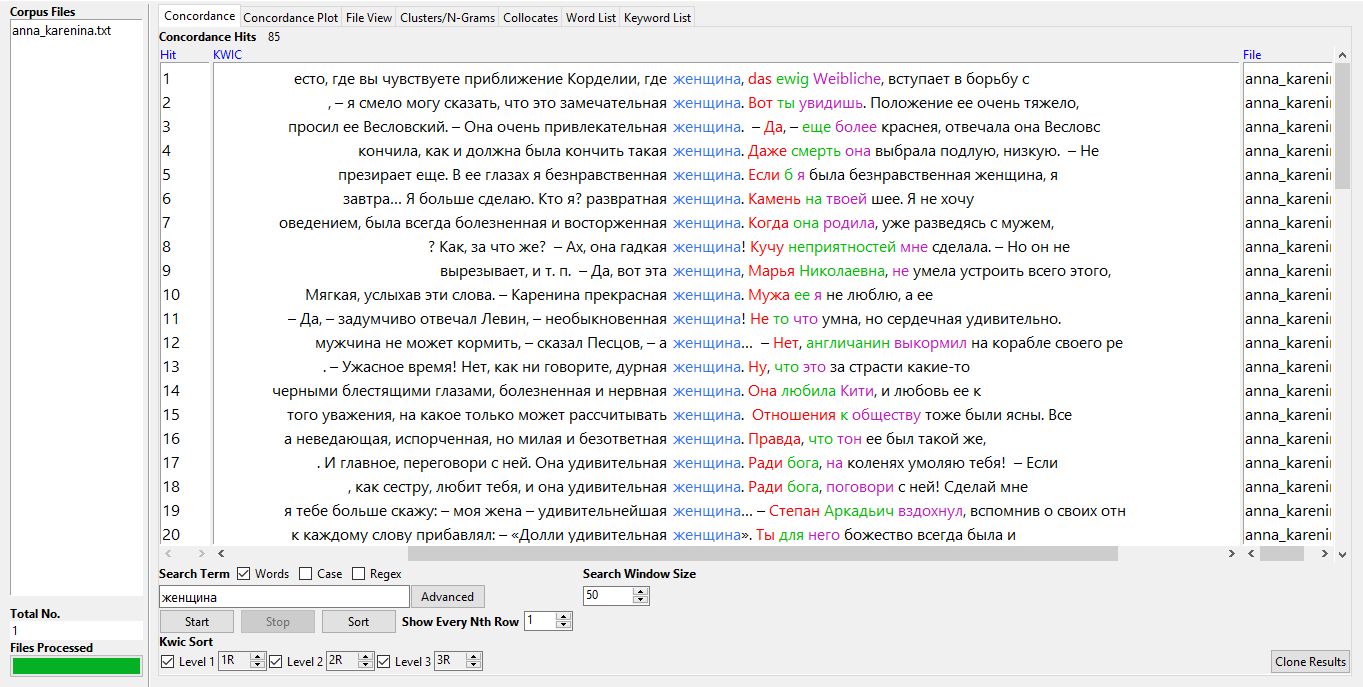 Corpus Files
anna_karenina.txt
Total No.
1
Files Processed
Concordance Concordance Plot File View Clusters/N-Grams Collocates Word List Keyword List
Concordance Hits 85
Hit KWIC File
1 есто, где вы чувствуете приближение Корделии, где женщина, das ewig Weibliche, вступает в борьбу с anna_karenin
2 , – я смело могу сказать, что это замечательная женщина. Вот ты увидишь. Положение ее очень тяжело, anna_karenin
3 просил ее Весловский. – Она очень привлекательная женщина. – Да, – еще более краснея, отвечала она Весловс anna_karenin
4 кончила, как и должна была кончить такая женщина. Даже смерть она выбрала подлую, низкую. – Не anna_karenin
5 презирает еще. В ее глазах я безнравственная женщина. Если б я была безнравственная женщина, я anna_karenin
6 завтра... Я больше сделаю. Кто я? развратная женщина. Камень на твоей шее. Я не хочу anna_karenin
7 оведением, была всегда болезненная и восторженная женщина. Когда она родила, уже разведясь с мужем, anna_karenin
8 ? Как, за что же? – Ах, она гадкая женщина! Кучу неприятностей мне сделала. – Но он не anna_karenin
9 вырезывает, и т. п. – Да, вот эта женщина, Марья Николаевна, не умела устроить всего этого, anna_karenin
10 Мягкая, услыхав эти слова. – Каренина прекрасная женщина. Мужа ее я не люблю, а ее anna_karenin
11 – Да, – задумчиво отвечал Левин, – необыкновенная женщина! Не то что умна, но сердечная удивительно. anna_karenin
12 мужчина не может кормить, – сказал Песцов, – а женщина... – Нет, англичанин выкормил на корабле своего ре anna_karenin
13 . – Ужасное время! Нет, как ни говорите, дурная женщина. Ну, что это за страсти какие-то anna_karenin
14 черными блестящими глазами, болезненная и нервная женщина. Она любила Кити, и любовь ее к anna_karenin
15 того уважения, на какое только может рассчитывать женщина. Отношения к обществу тоже были ясны. Все anna_karenin
16 а неведающая, испорченная, но милая и безответная женщина. Правда, что тон ее был такой же, anna_karenin
17 . И главное, переговори с ней. Она удивительная женщина. Ради бога, на коленях умоляю тебя! – Если anna_karenin
18 , как сестру, любит тебя, и она удивительная женщина. Ради бога, поговори с ней! Сделай мне anna_karenin
19 я тебе больше скажу: – моя жена – удивительнейшая женщина... – Степан Аркадьич вздохнул, вспомнив о своих отн anna_karenin
20 к каждому слову прибавлял: – «Долли удивительная женщина». Ты для него божество всегда была и anna_karenin
Search Term Words Case Regex Search Window Size
женщина Advanced 50
Start Stop Sort Show Every Nth Row 1
Kwic Sort
Level 1 1R Level 2 2R Level 3 3R Clone Results